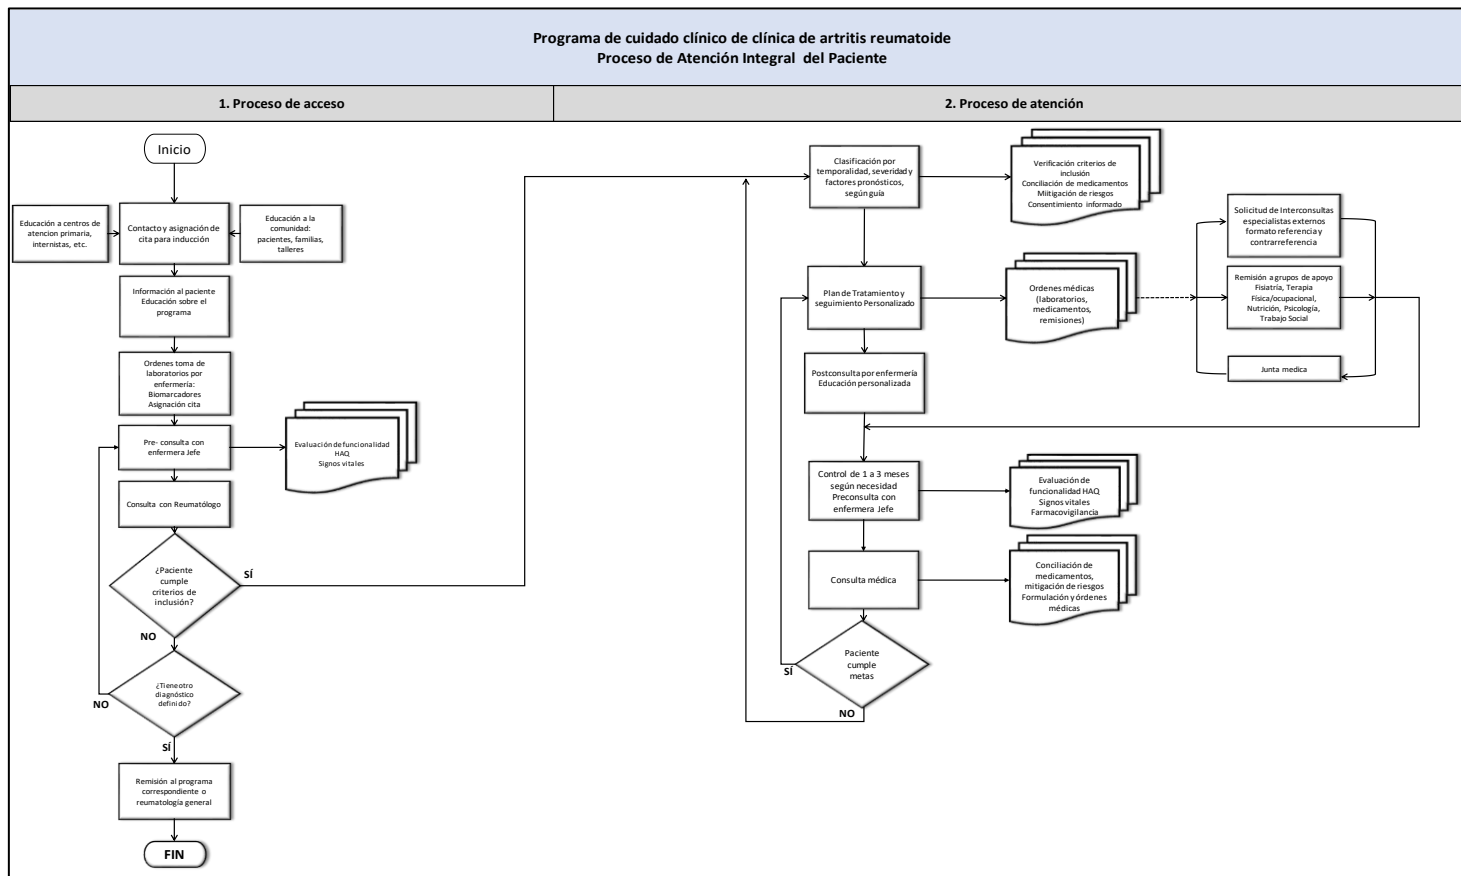 Programa de cuidado clínico de clínica de artritis reumatoide
Proceso de Atención Integral del Paciente
1. Proceso de acceso
2. Proceso de atención
Inicio
Educación a centros de
atencion primaria,
internistas, etc.
Contacto y asignación de
cita para inducción
Educación a la
comunidad:
pacientes, familias,
talleres
Información al paciente
Educación sobre el
programa
Ordenes toma de
laboratorios por
enfermería:
Biomarcadores
Asignación cita
Pre- consulta con
enfermera Jefe
Evaluación de funcionalidad
HAQ
Signos vitales
Consulta con Reumatólogo
¿Paciente
cumple
criterios de
inclusión?
SÍ
NO
¿Tiene otro
diagnóstico
definido?
NO
SÍ
Remisión al programa
correspondiente o
reumatología general
FIN
Clasificación por
temporalidad, severidad y
factores pronósticos,
según guía
Verificación criterios de
inclusión
Conciliación de medicamentos
Miitigación de riesgos
Consentimiento informado
Plan de Tratamiento y
seguimiento Personalizado
Ordenes médicas
(laboratorios,
medicamentos,
remisiones)
Solicitud de Interconsultas
especialistas externos
formato referencia y
contrarreferencia
Remisión a grupos de apoyo
Fisiatría, Terapia
Física/ocupacional,
Nutrición, Psicología,
Trabajo Social
Junta medica
Postconsulta por enfermería
Educación personalizada
Control de 1 a 3 meses
según necesidad
Preconsulta con
enfermera Jefe
Evaluación de
funcionalidad HAQ
Signos vitales
Farmacovigilancia
Consulta médica
Conciliación de
medicamentos,
mitigación de riesgos
Formulación y órdenes
médicas
Paciente
cumple
metas
SÍ
NO